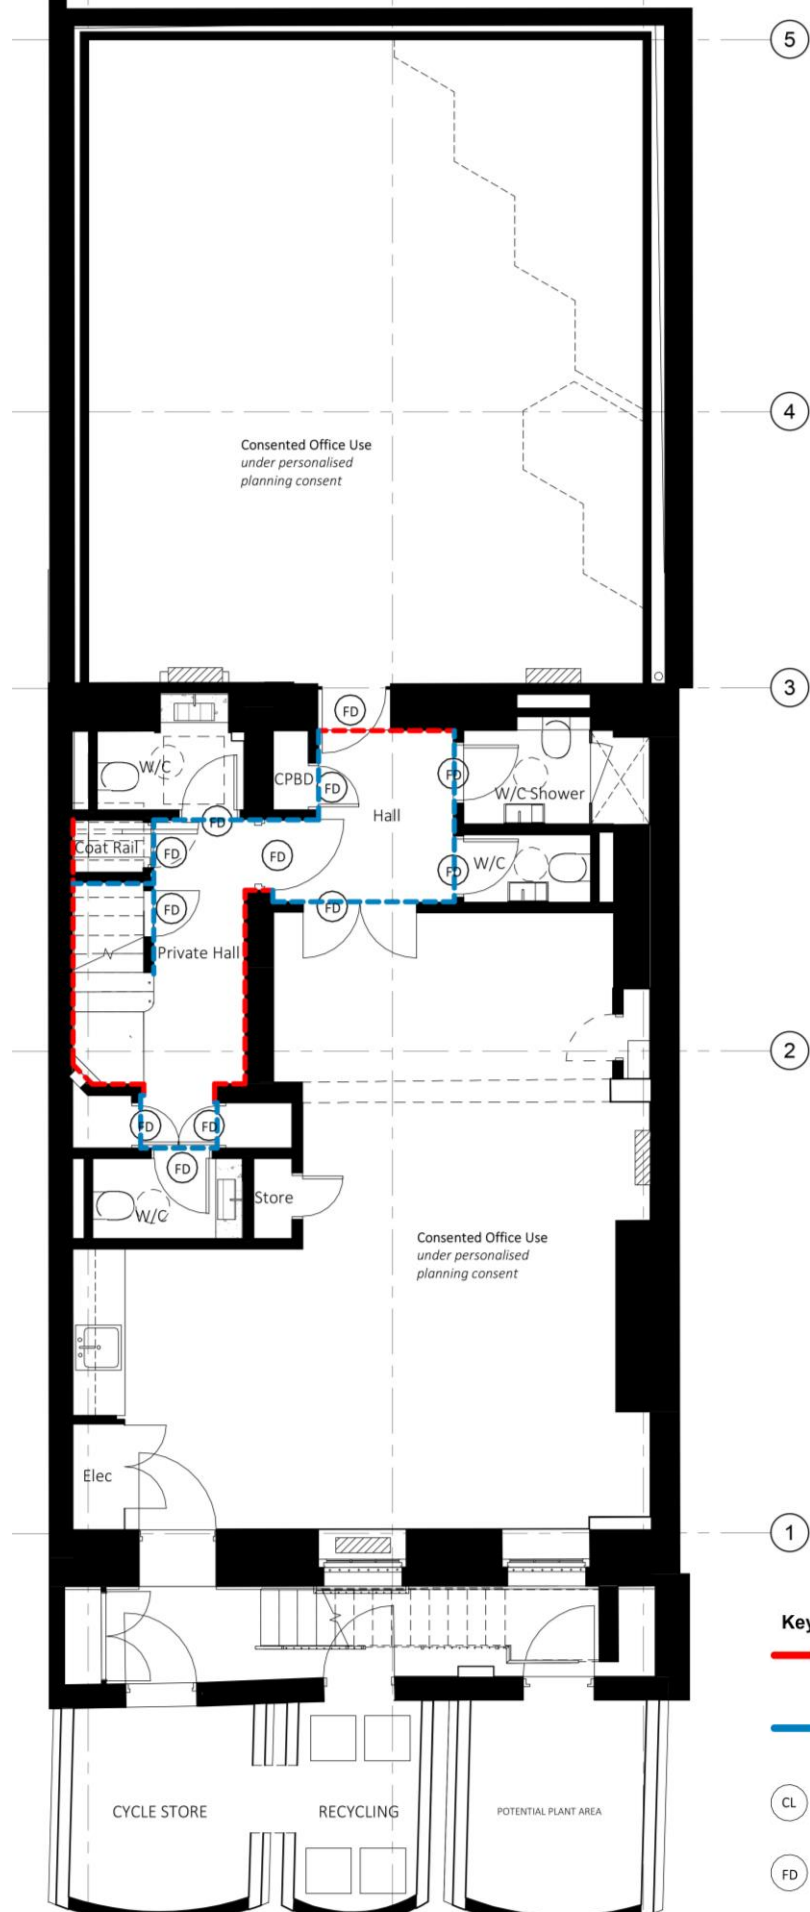 5
4
Consented Office Use
under personalised
planning consent
3
FD
W/C
CPBD
FD
FD
W/C Shower
Hall
FD
Coat Rail
FD
FD
W/C
FD
FD
FD
Private Hall
2
FD
FD
FD
W/C
Store
Consented Office Use
under personalised
planning consent
Elec
1
Key
CYCLE STORE
RECYCLING
POTENTIAL PLANT AREA
CL
FD